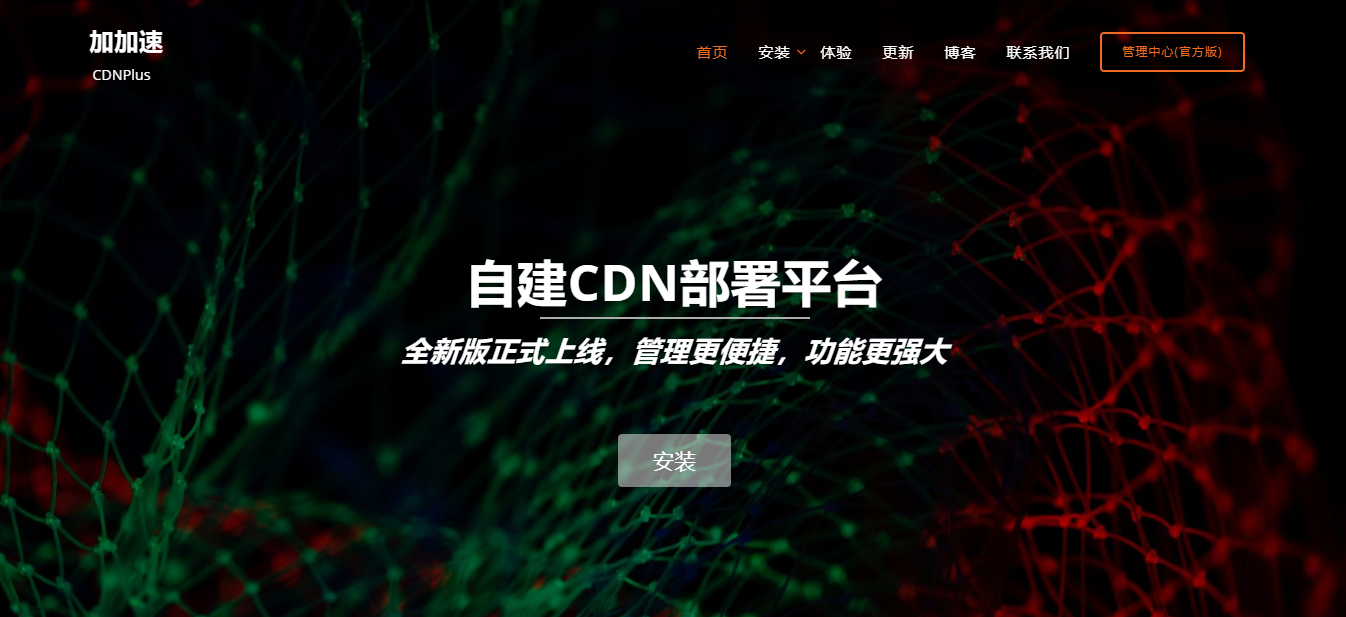 加加速
CDNPlus
首页 安装 体验 更新 博客 联系我们 管理中心(官方版)
自建CDN部署平台
全新版正式上线，管理更便捷，功能更强大
安装